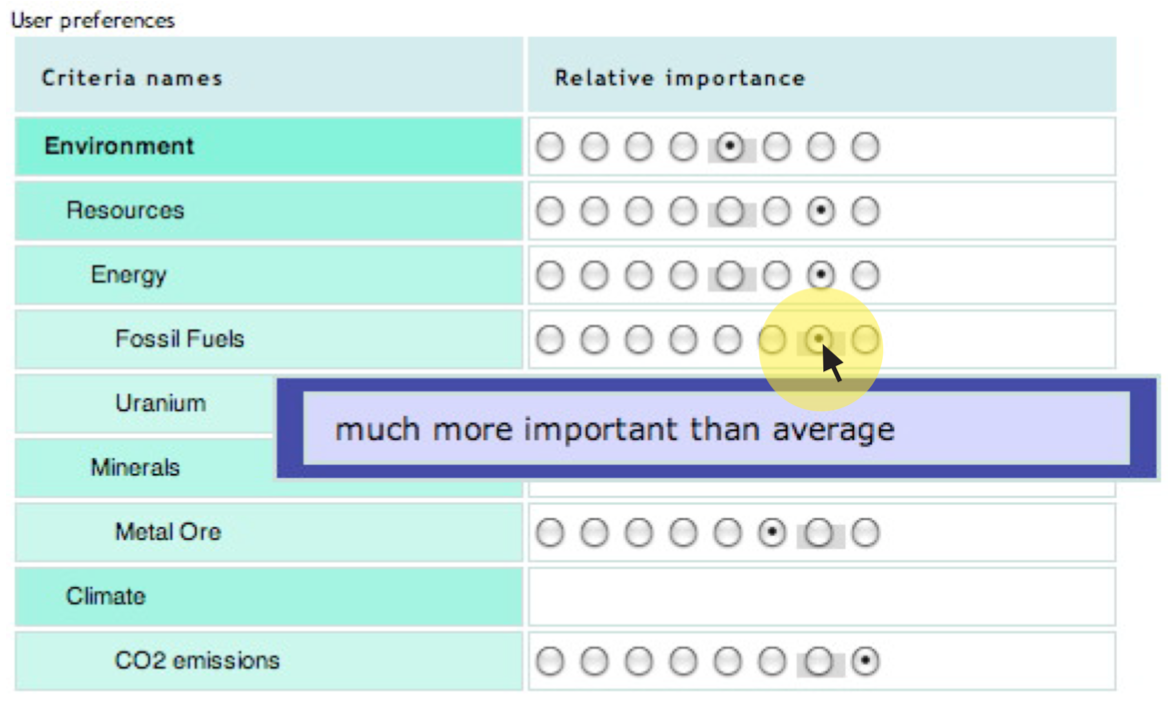 User preferences
Criteria names Relative importance
Environment
Resources
Energy
Fossil Fuels
Uranium
much more important than average
Minerals
Metal Ore
Climate
CO2 emissions